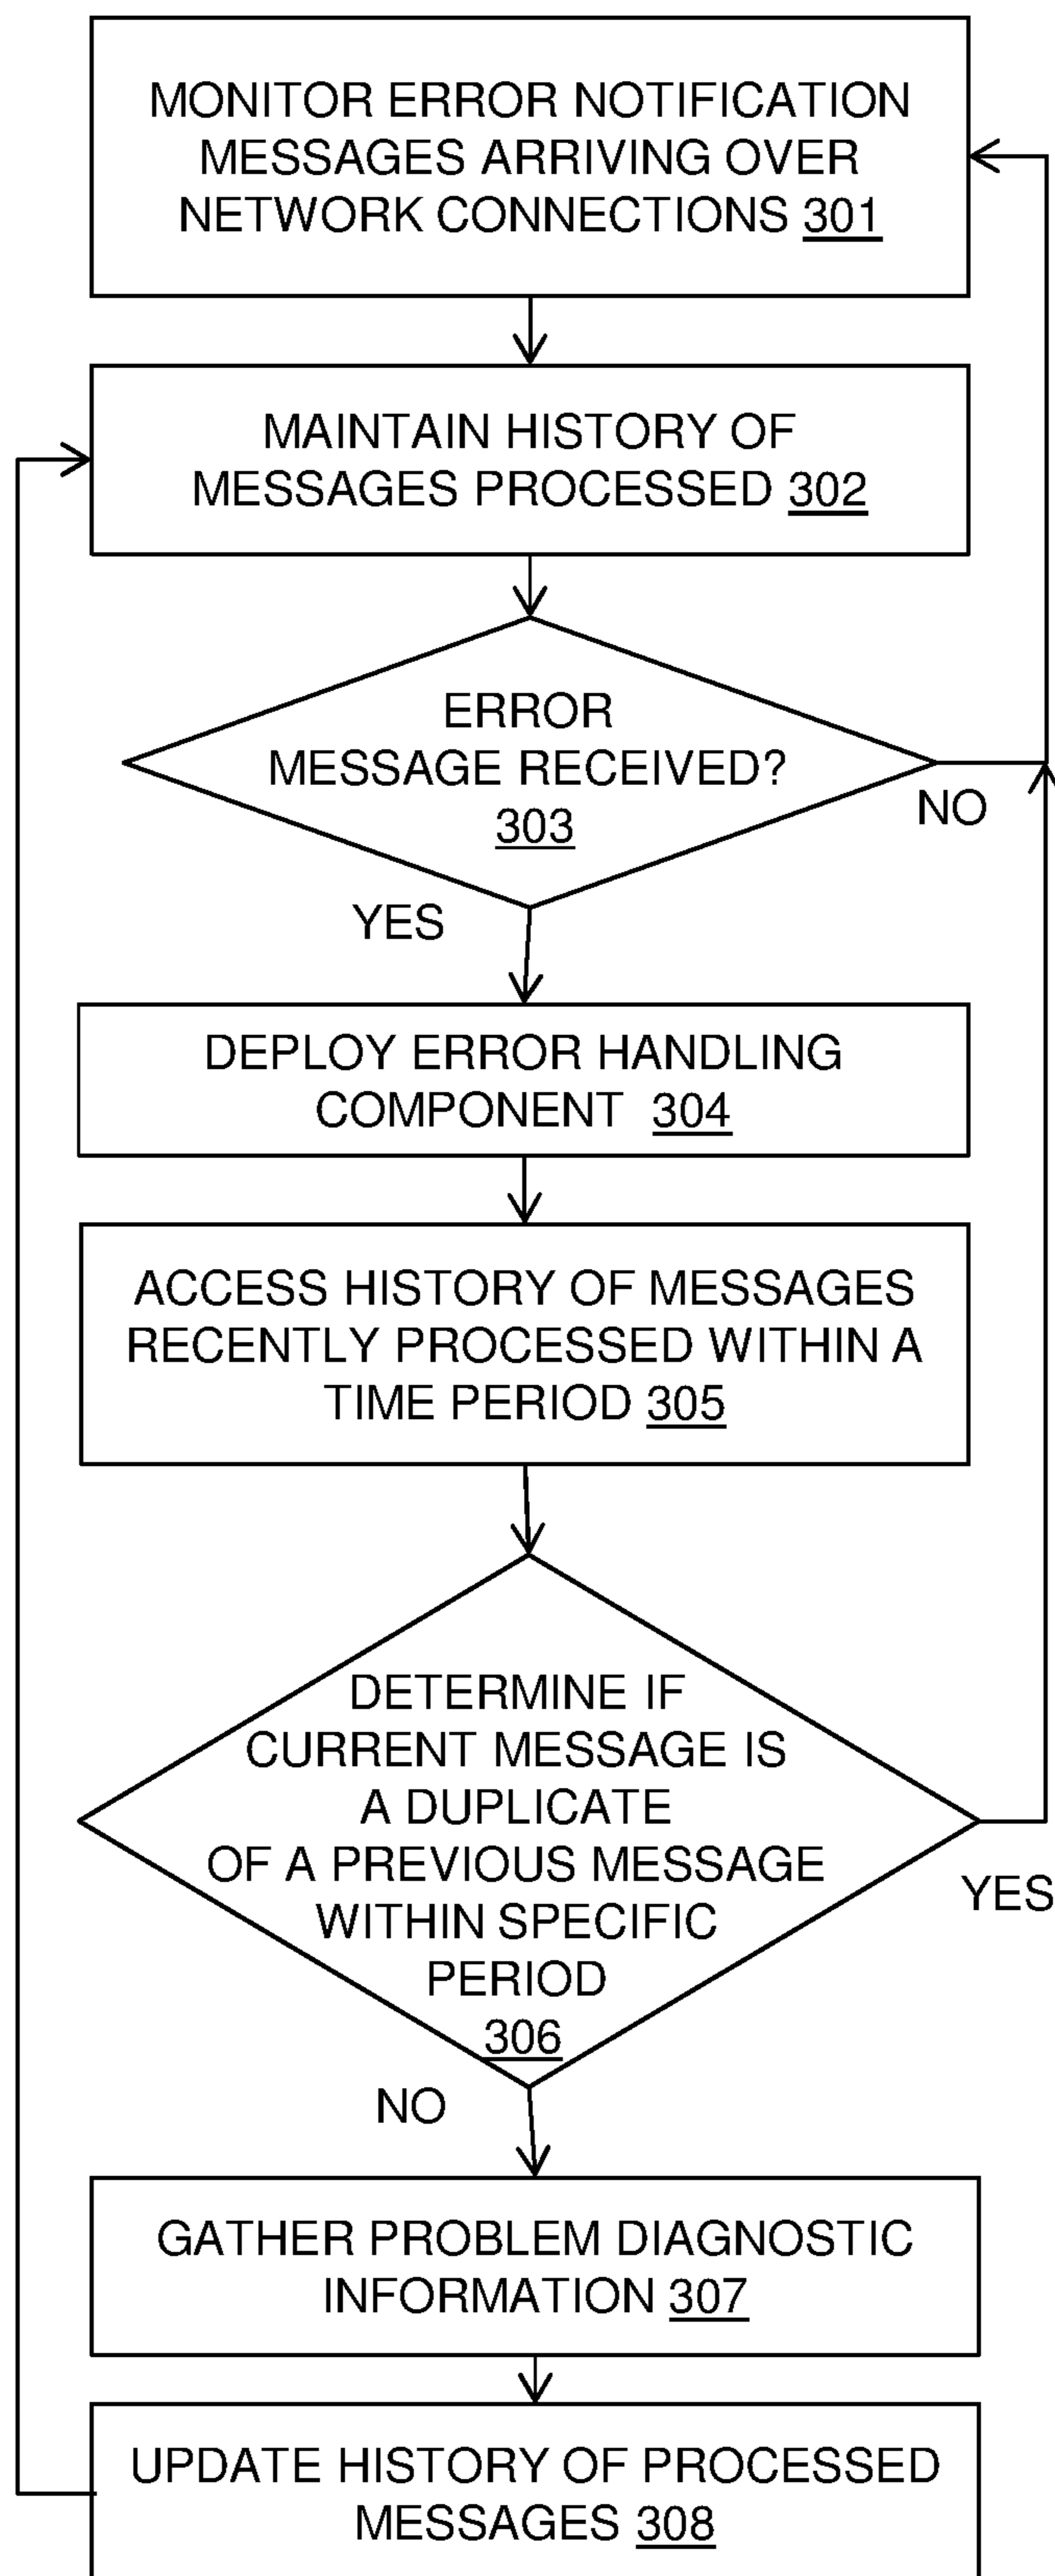 MONITOR ERROR NOTIFICATION
MESSAGES ARRIVING OVER
NETWORK CONNECTIONS 301
MAINTAIN HISTORY OF
MESSAGES PROCESSED 302
ERROR
MESSAGE RECEIVED?
303
NO
YES
DEPLOY ERROR HANDLING
COMPONENT 304
ACCESS HISTORY OF MESSAGES
RECENTLY PROCESSED WITHIN A
TIME PERIOD 305
DETERMINE IF
CURRENT MESSAGE IS
A DUPLICATE
OF A PREVIOUS MESSAGE
WITHIN SPECIFIC
PERIOD
306
YES
NO
GATHER PROBLEM DIAGNOSTIC
INFORMATION 307
UPDATE HISTORY OF PROCESSED
MESSAGES 308